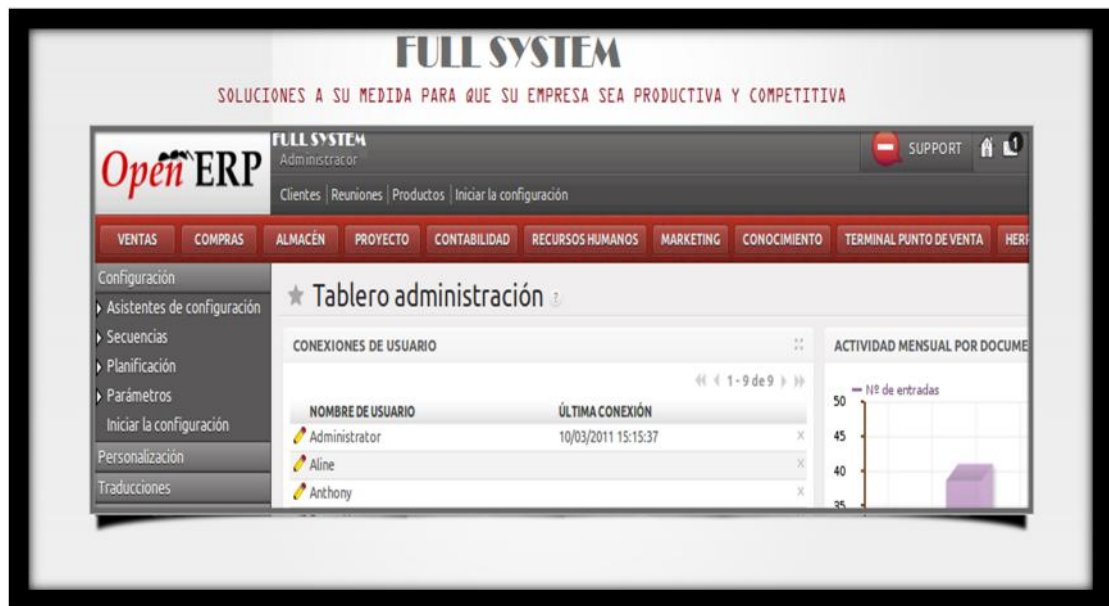 FULL SYSTEM
SOLUCIONES A SU MEDIDA PARA QUE SU EMPRESA SEA PRODUCTIVA Y COMPETITIVA
Open ERP
FULL SYSTEM
Administrator
SUPPORT
1
Clientes | Reuniones | Productos | Iniciar la configuración
VENTAS COMPRAS ALMACÉN PROYECTO CONTABILIDAD RECURSOS HUMANOS MARKETING CONOCIMIENTO TERMINAL PUNTO DE VENTA HER
Configuración
Asistentes de configuración
Secuencias
Planificación
Parámetros
Iniciar la configuración
Personalización
Traducciones
Tablero administración ?
CONEXIONES DE USUARIO
1 - 9 de 9
NOMBRE DE USUARIO ÚLTIMA CONEXIÓN
Administrator 10/03/2011 15:15:37
Aline
Anthony
ACTIVIDAD MENSUAL POR DOCUME
Nº de entradas
50
45
40
35